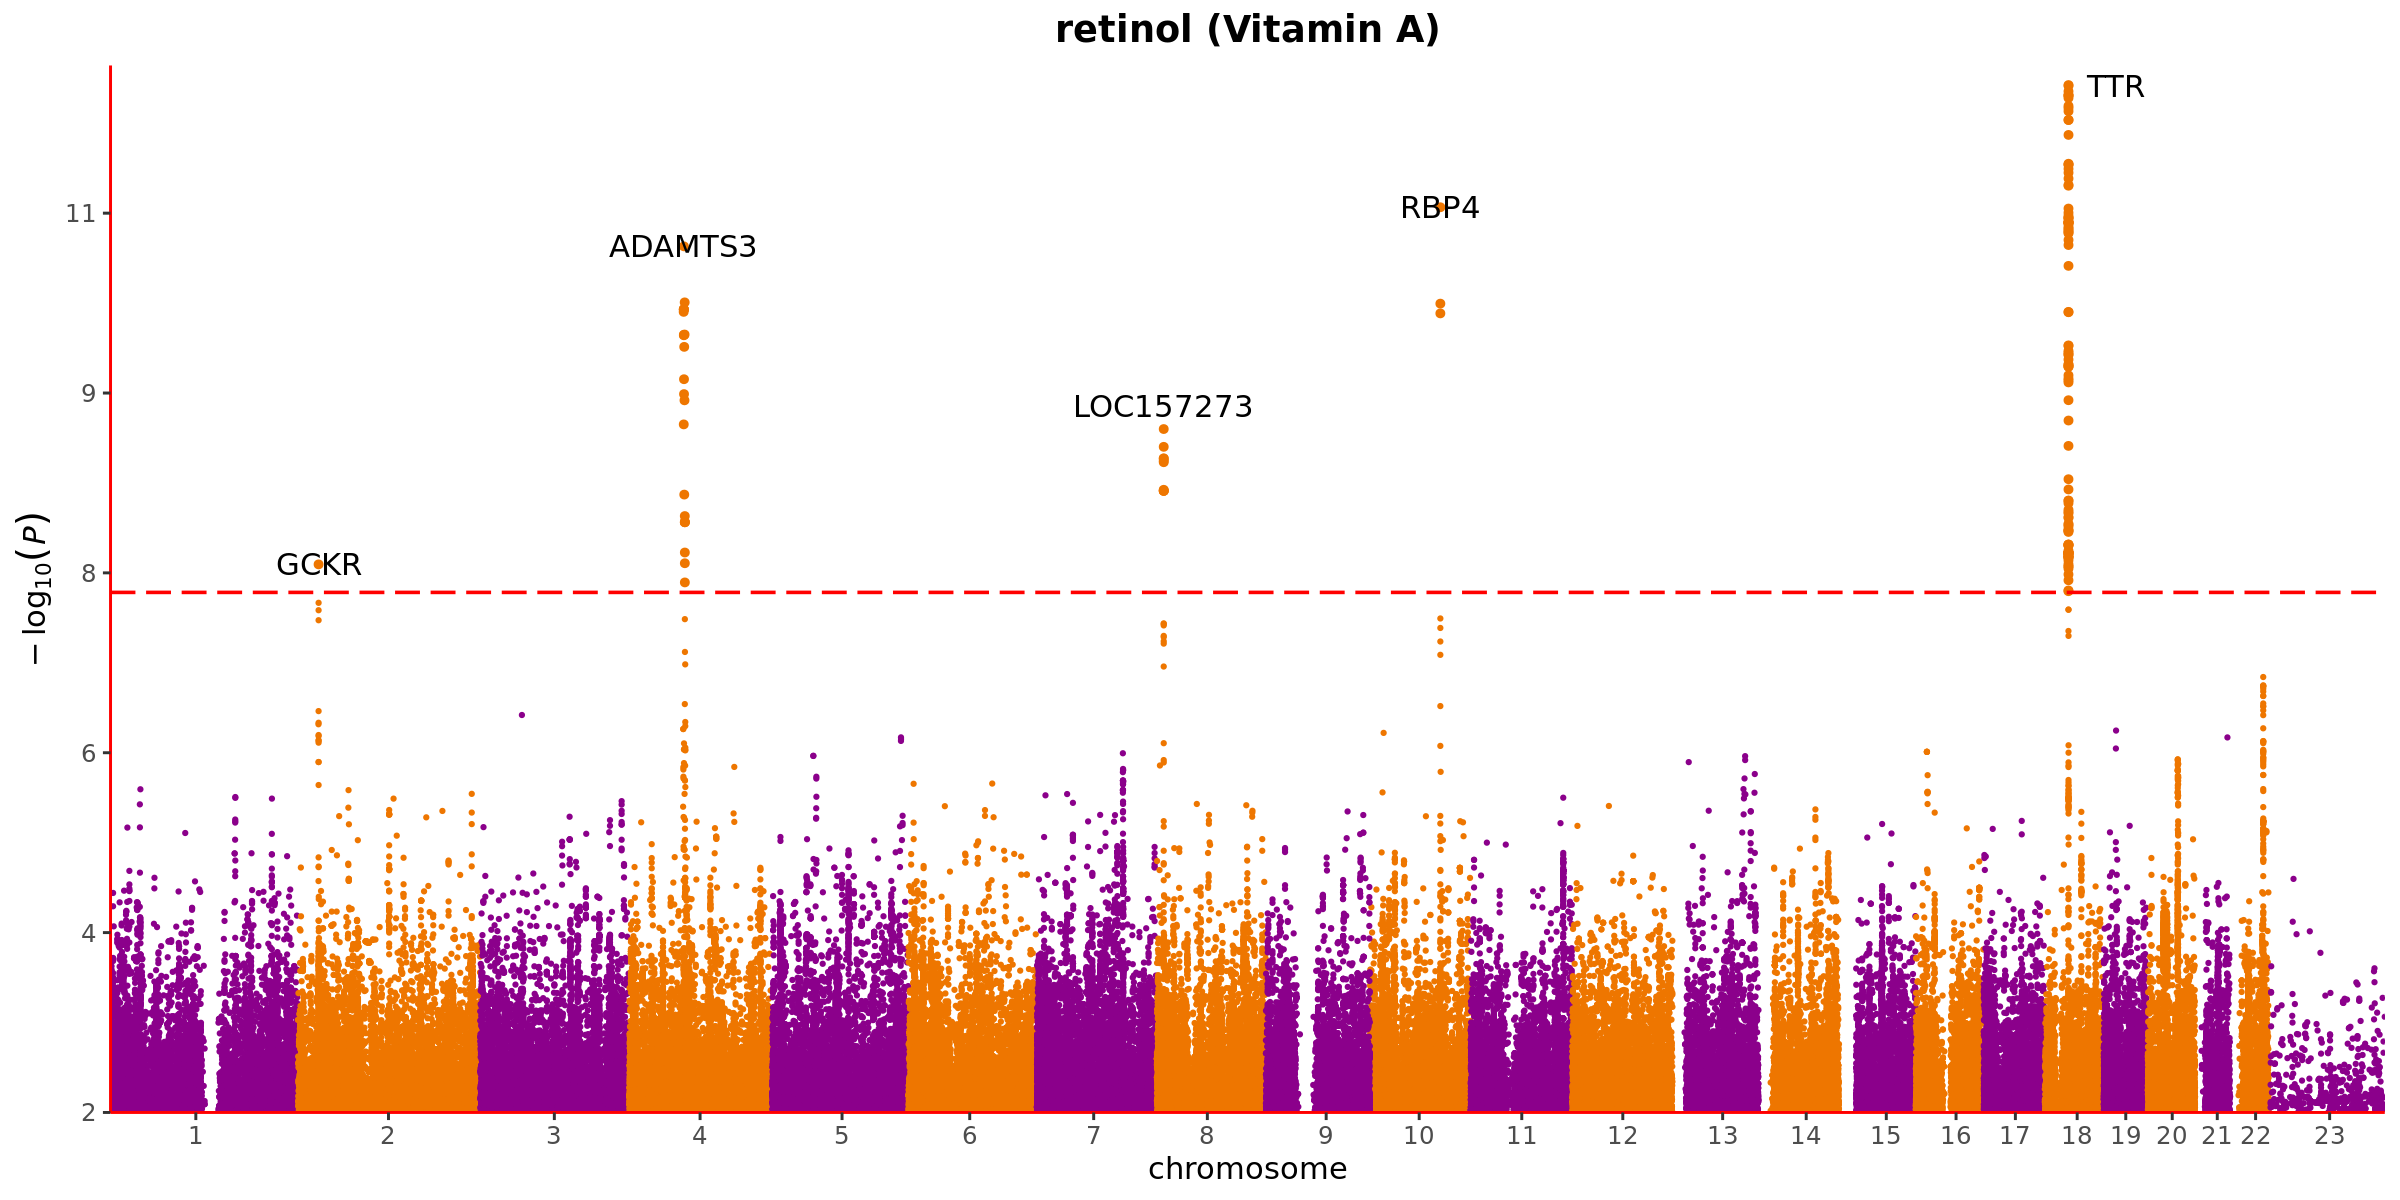 retinol (Vitamin A)
TTR
11
RBP4
ADAMTS3
9
LOC157273
8
GCKR
− log10(P)
6
4
2
1 2 3 4 5 6 7 8 9 10 11 12 13 14 15 16 17 18 19 20 21 22 23
chromosome